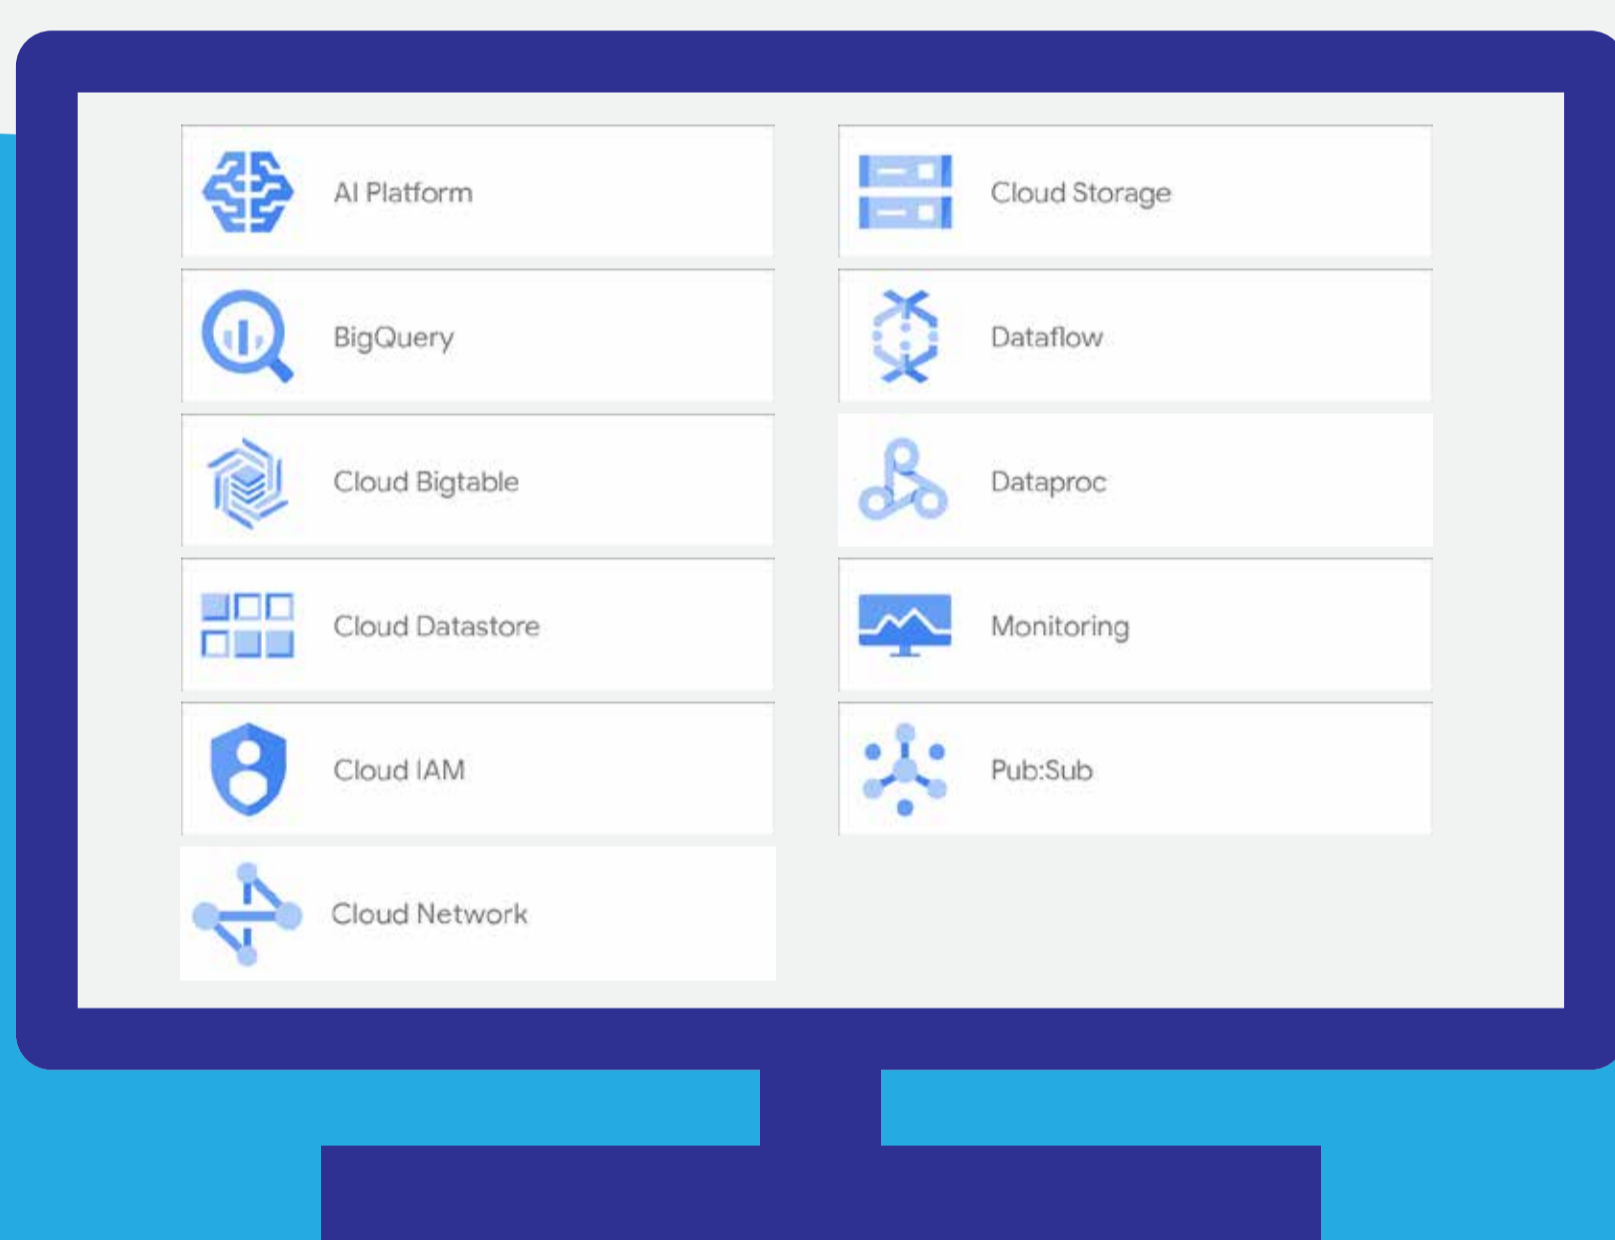 AI Platform
BigQuery
Cloud Bigtable
Cloud Datastore
Cloud IAM
Cloud Network
Cloud Storage
Dataflow
Dataproc
Monitoring
Pub:Sub